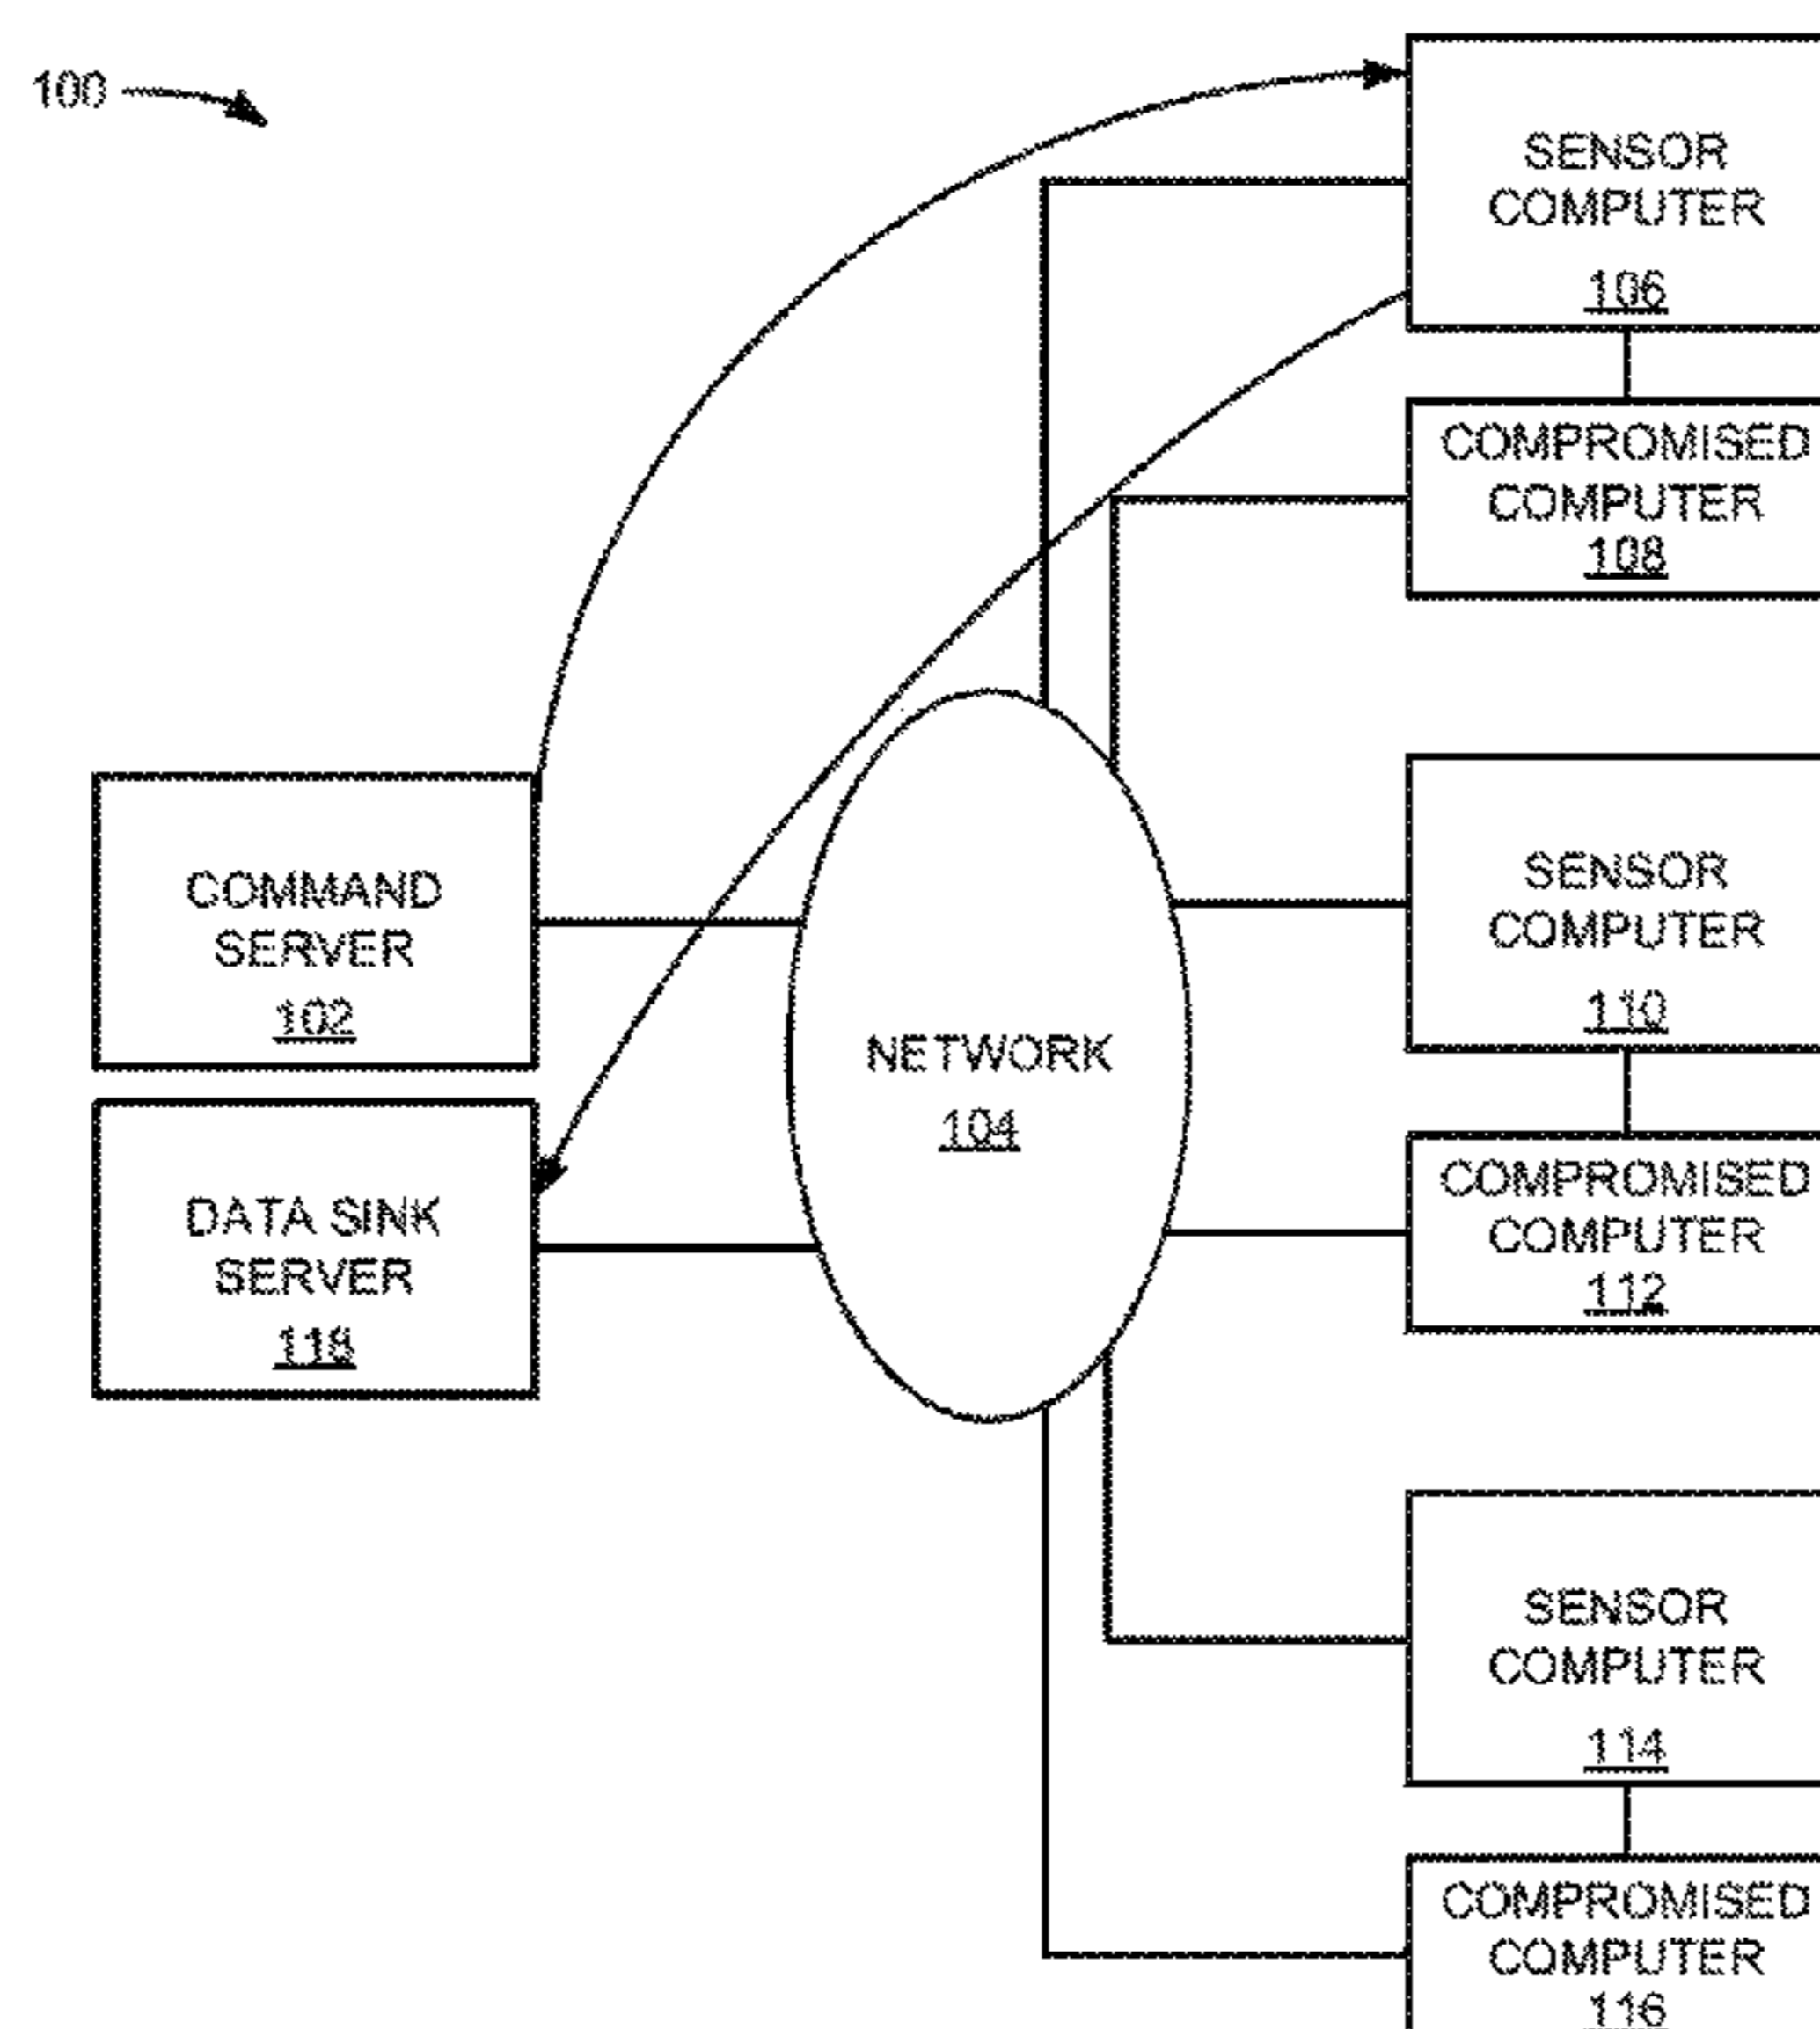 100
SENSOR
COMPUTER
106
COMPROMISED
COMPUTER
108
COMMAND
SERVER
102
NETWORK
104
DATA SINK
SERVER
118
SENSOR
COMPUTER
110
COMPROMISED
COMPUTER
112
SENSOR
COMPUTER
114
COMPROMISED
COMPUTER
116